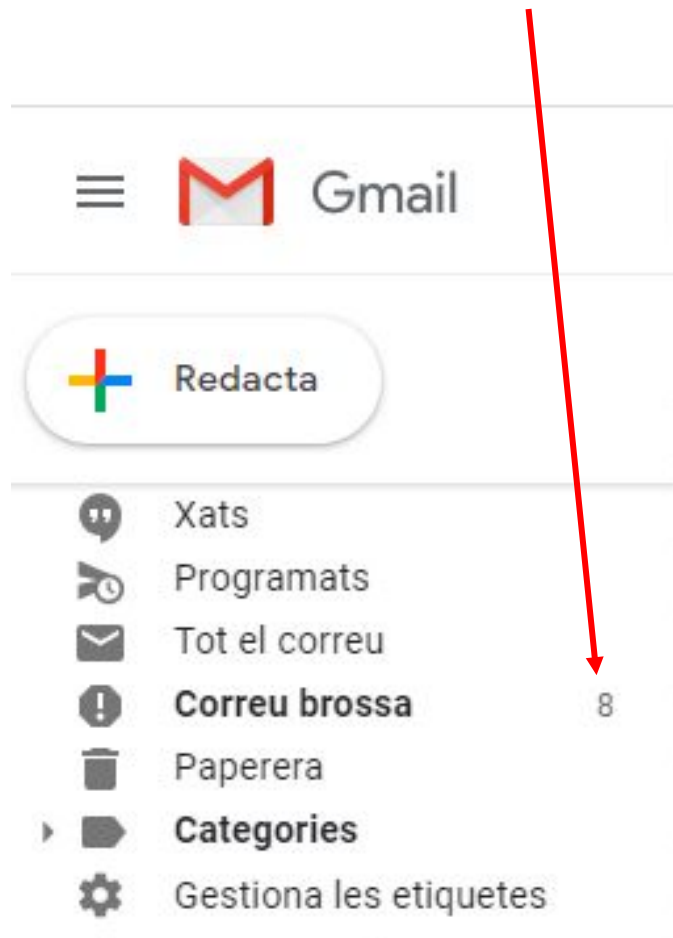 Gmail
Redacta
Xats
Programats
Tot el correu
Correu brossa 8
Paperera
Categories
Gestiona les etiquetes